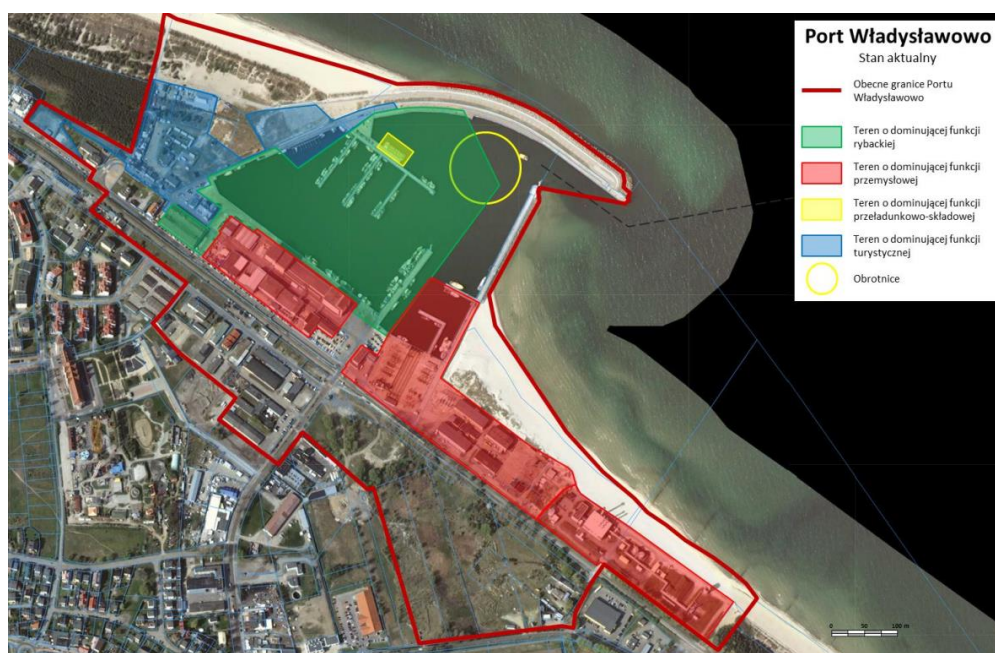 Port Władysławowo
Stan aktualny
Obecne granice Portu
Władysławowo
Teren o dominującej funkcji
rybackiej
Teren o dominującej funkcji
przemysłowej
Teren o dominującej funkcji
przeładunkowo-składowej
Teren o dominującej funkcji
turystycznej
Obrotnice
0 50 100 m